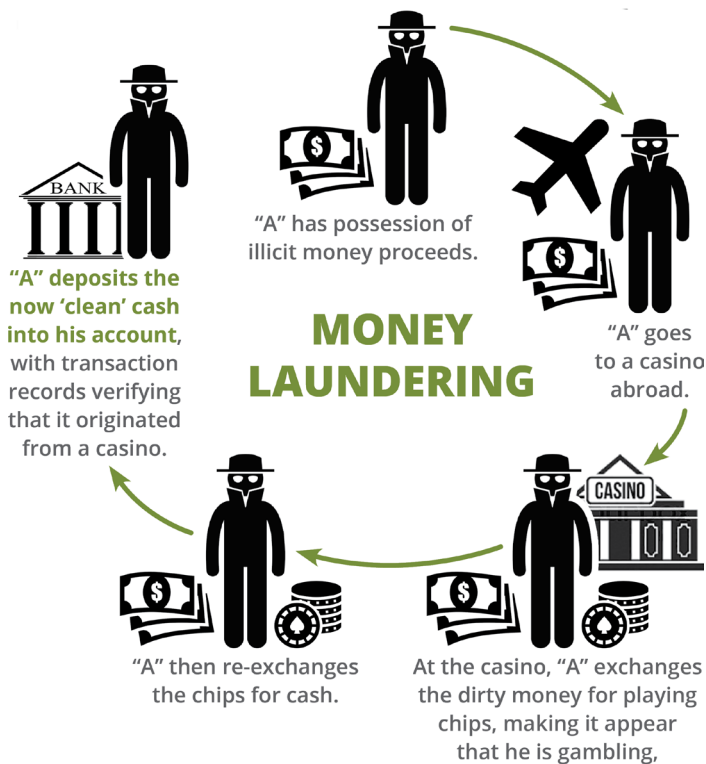 “A” has possession of
illicit money proceeds.
“A” goes
to a casino
abroad.
CASINO
At the casino, “A” exchanges
the dirty money for playing
chips, making it appear
that he is gambling,
“A” then re-exchanges
the chips for cash.
BANK
“A” deposits the
now ‘clean’ cash
into his account,
with transaction
records verifying
that it originated
from a casino.
MONEY
LAUNDERING
$
$
$
$